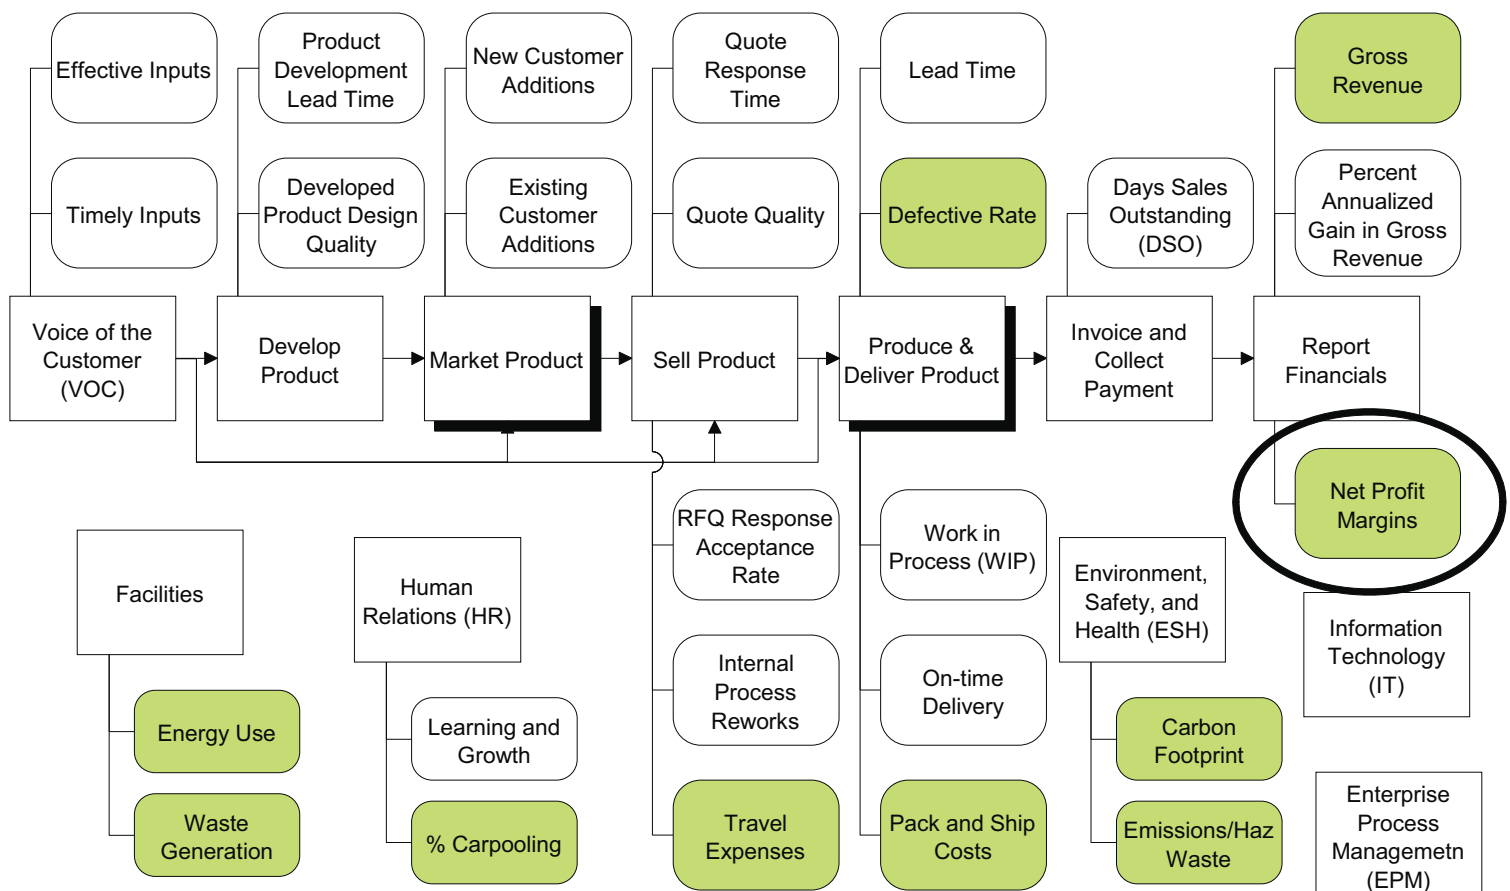 Effective Inputs
Product
Development
Lead Time
New Customer
Additions
Quote
Response
Time
Lead Time
Gross
Revenue
Timely Inputs
Developed
Product Design
Quality
Existing
Customer
Additions
Quote Quality
Defective Rate
Days Sales
Outstanding
(DSO)
Percent
Annualized
Gain in Gross
Revenue
Voice of the
Customer
(VOC)
Develop
Product
Market Product
Sell Product
Produce &
Deliver Product
Invoice and
Collect
Payment
Report
Financials
Net Profit
Margins
Facilities
Human
Relations (HR)
RFQ Response
Acceptance
Rate
Work in
Process (WIP)
Environment,
Safety, and
Health (ESH)
Information
Technology
(IT)
Energy Use
Learning and
Growth
Internal
Process
Reworks
On-time
Delivery
Carbon
Footprint
Waste
Generation
% Carpooling
Travel
Expenses
Pack and Ship
Costs
Emissions/Haz
Waste
Enterprise
Process
Managemetn
(EPM)